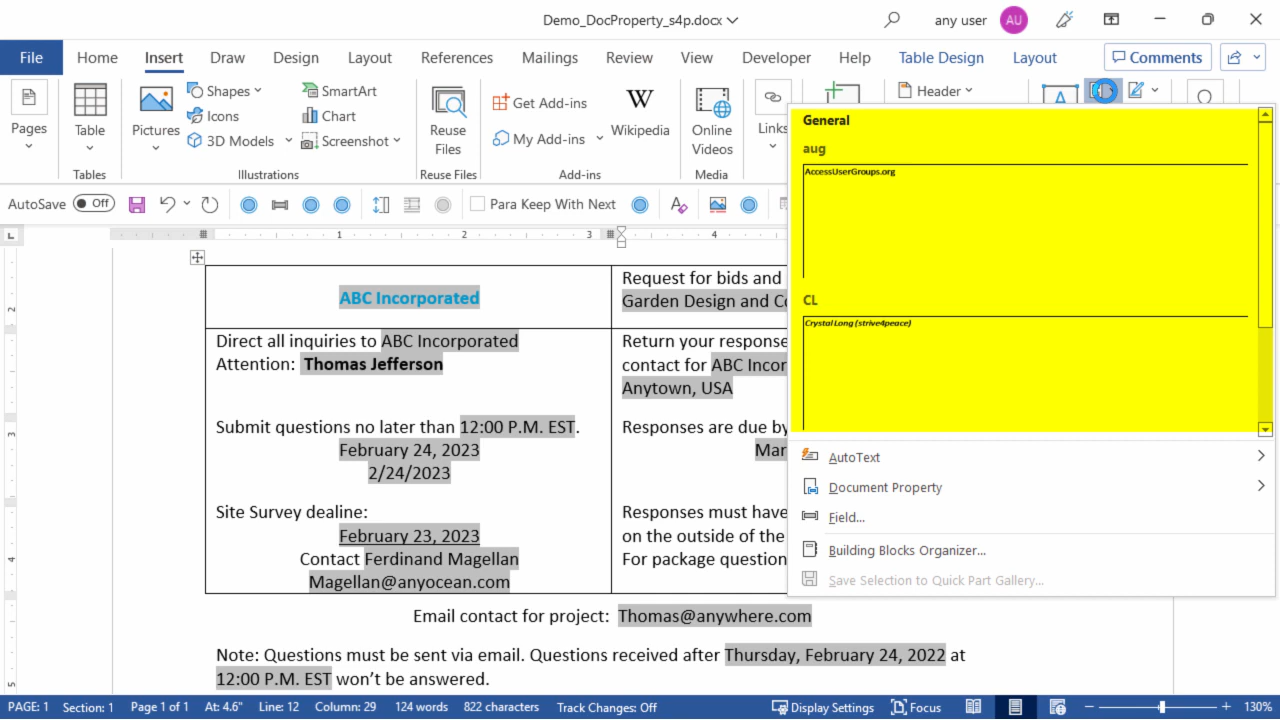 Demo_DocProperty_s4p.docx
any user AU
File Home Insert Draw Design Layout References Mailings Review View Developer Help Table Design Layout Comments
Pages
Table
Pictures
Shapes
Icons
3D Models
SmartArt
Chart
Screenshot
Reuse
Files
Get Add-ins
My Add-ins
W
Wikipedia
Online
Videos
Links
Header
Tables Illustrations Reuse Files Add-ins Media
AutoSave Off Para Keep With Next
L 1 2 3 4
2
3
4
5
ABC Incorporated
Request for bids and
Garden Design and Co
Direct all inquiries to ABC Incorporated
Attention: Thomas Jefferson
Submit questions no later than 12:00 P.M. EST.
February 24, 2023
2/24/2023
Site Survey dealine:
February 23, 2023
Contact Ferdinand Magellan
Magellan@anyocean.com
Return your response
contact for ABC Incor
Anytown, USA
Responses are due by
Mar
Responses must have
on the outside of the
For package question
Email contact for project: Thomas@anywhere.com
Note: Questions must be sent via email. Questions received after Thursday, February 24, 2022 at
12:00 P.M. EST won't be answered.
General
aug
AccessUserGroups.org
CL
Crystal Long (strive4peace)
AutoText
Document Property
Field...
Building Blocks Organizer...
Save Selection to Quick Part Gallery...
PAGE: 1 Section: 1 Page 1 of 1 At: 4.6" Line: 12 Column: 29 124 words 822 characters Track Changes: Off Display Settings Focus 130%